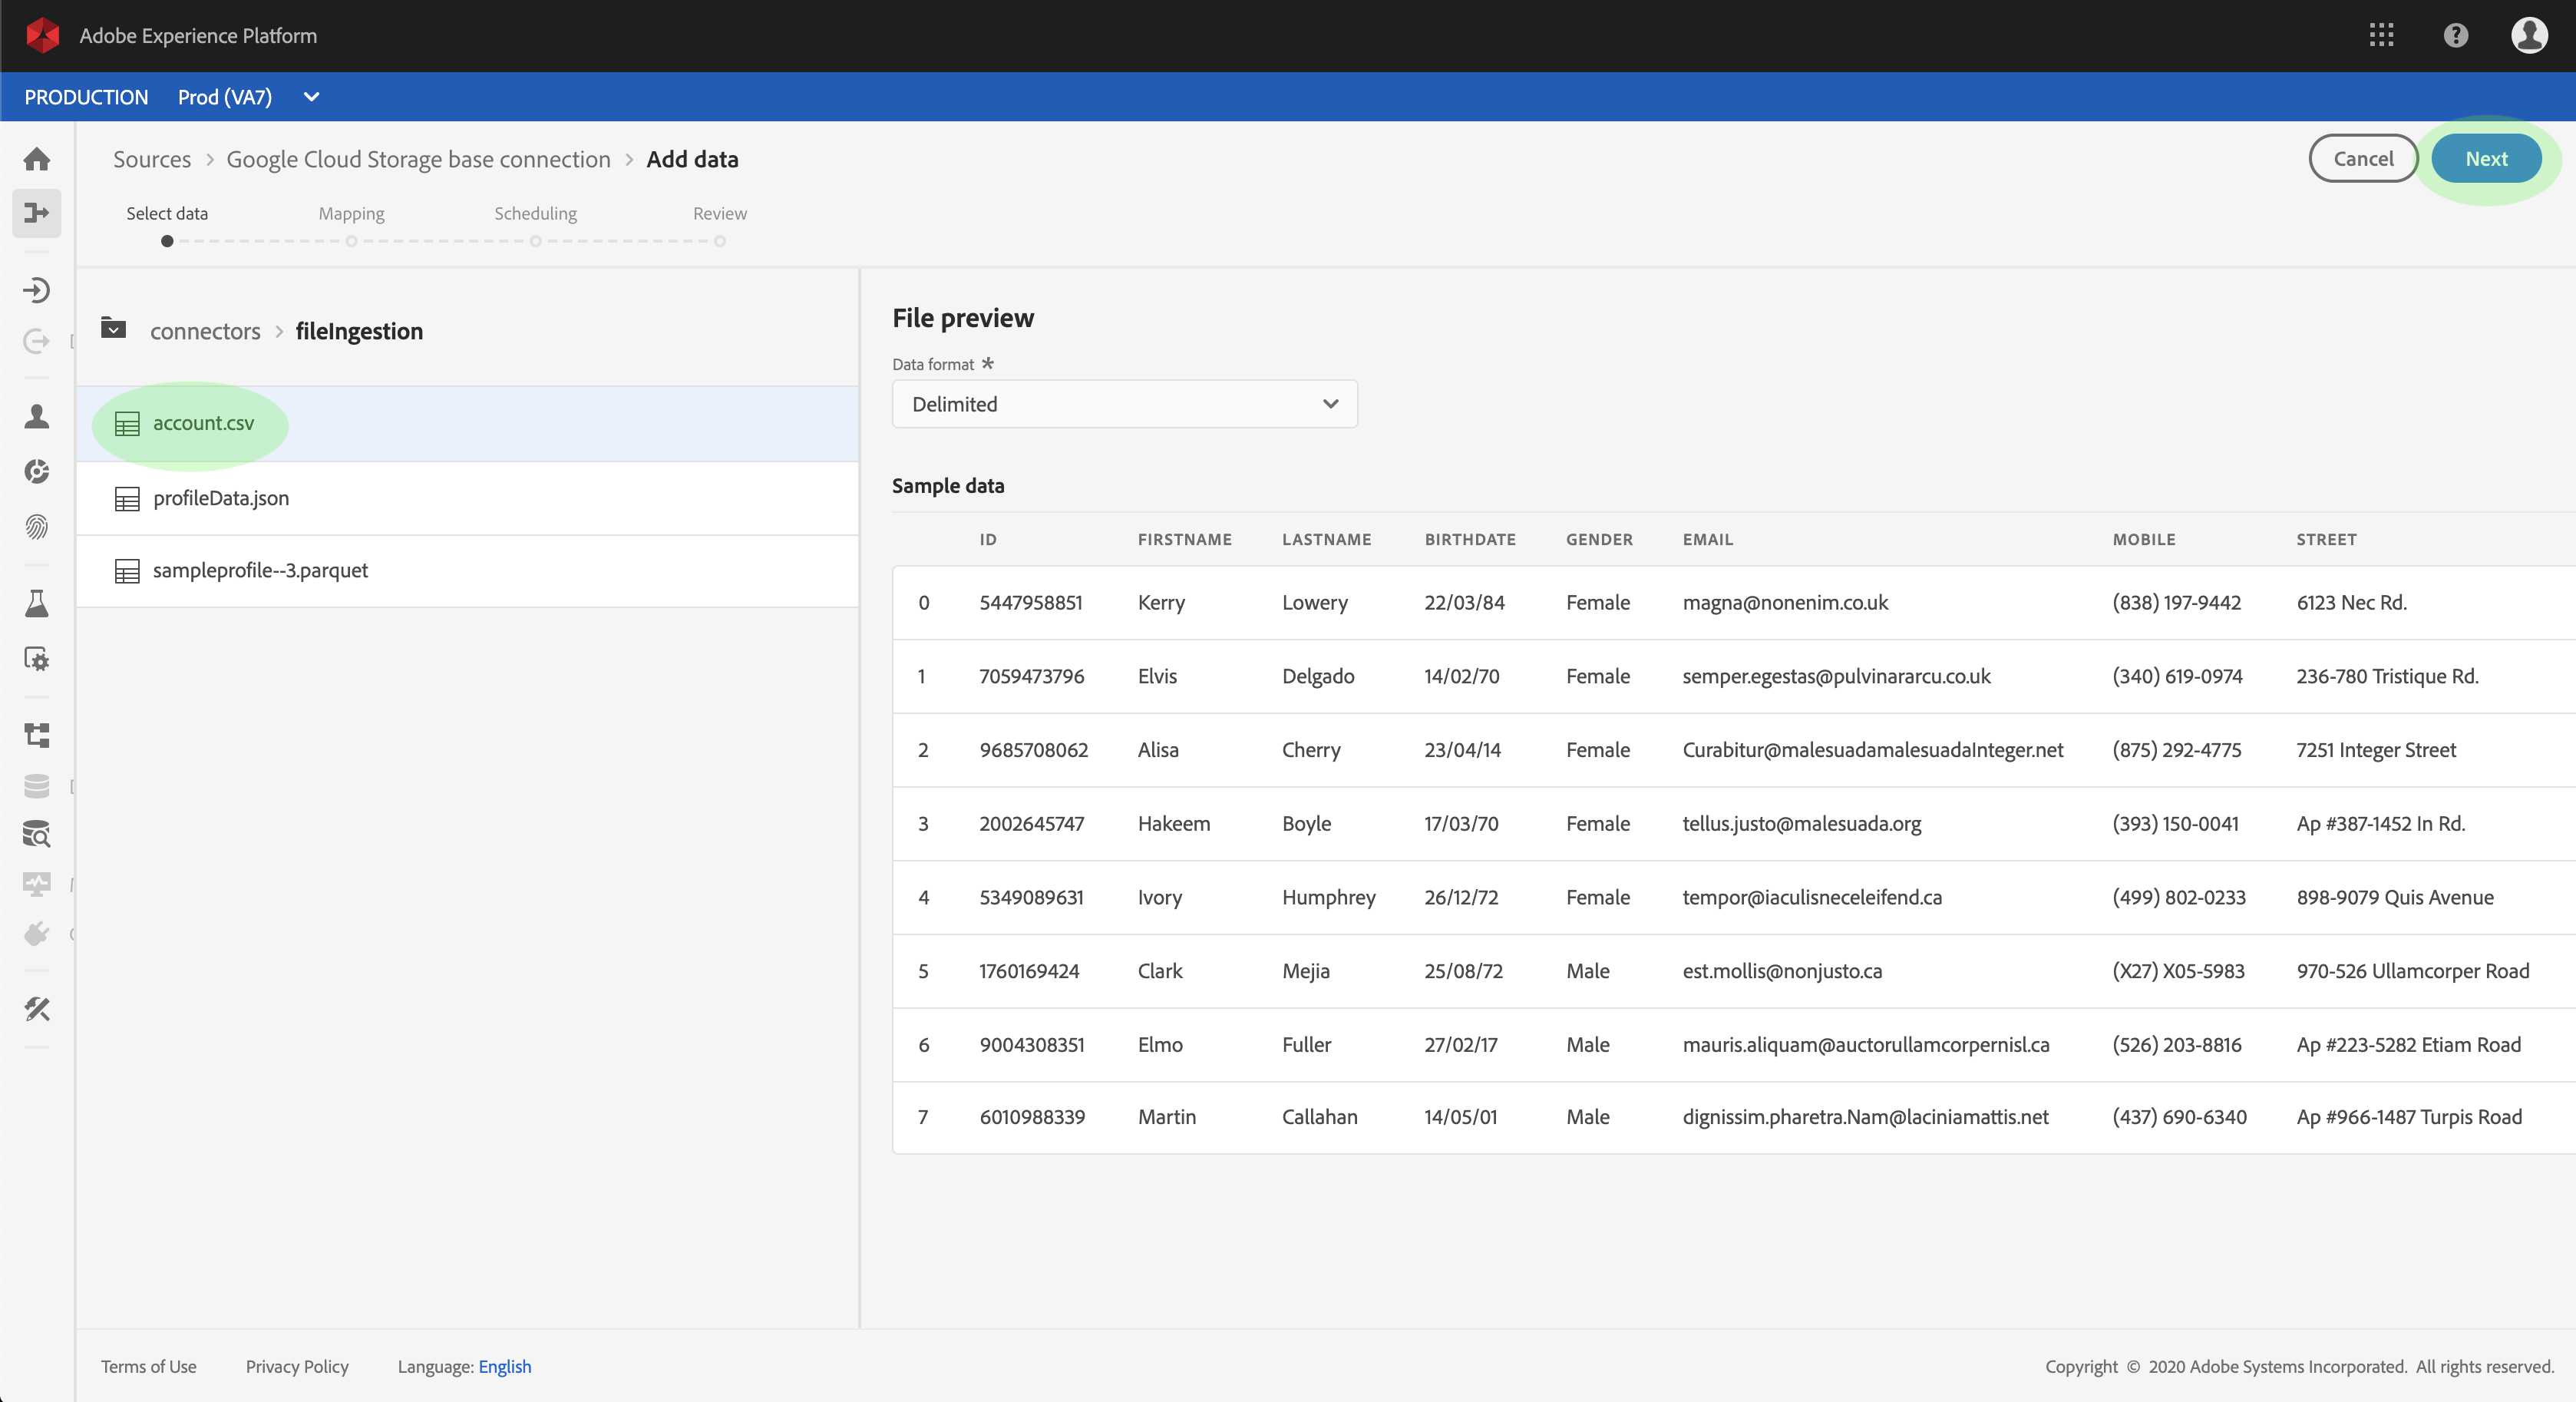 Adobe Experience Platform
PRODUCTION Prod (VA7)
Sources > Google Cloud Storage base connection > Add data
Cancel Next
Select data Mapping Scheduling Review
connectors > fileIngestion
account.csv
profileData.json
sampleprofile--3.parquet
File preview
Data format *
Delimited
Sample data
ID FIRSTNAME LASTNAME BIRTHDATE GENDER EMAIL MOBILE STREET
0 5447958851 Kerry Lowery 22/03/84 Female magna@nonenim.co.uk (838) 197-9442 6123 Nec Rd.
1 7059473796 Elvis Delgado 14/02/70 Female semper.egestas@pulvinararcu.co.uk (340) 619-0974 236-780 Tristique Rd.
2 9685708062 Alisa Cherry 23/04/14 Female Curabitur@malesuadamalesuadaInteger.net (875) 292-4775 7251 Integer Street
3 2002645747 Hakeem Boyle 17/03/70 Female tellus.justo@malesuada.org (393) 150-0041 Ap #387-1452 In Rd.
4 5349089631 Ivory Humphrey 26/12/72 Female tempor@iaculisneceleifend.ca (499) 802-0233 898-9079 Quis Avenue
5 1760169424 Clark Mejia 25/08/72 Male est.mollis@nonjusto.ca (X27) X05-5983 970-526 Ullamcorper Road
6 9004308351 Elmo Fuller 27/02/17 Male mauris.aliquam@auctorullamcorpernisl.ca (526) 203-8816 Ap #223-5282 Etiam Road
7 6010988339 Martin Callahan 14/05/01 Male dignissim.pharetra.Nam@laciniamattis.net (437) 690-6340 Ap #966-1487 Turpis Road
Terms of Use Privacy Policy Language: English
Copyright © 2020 Adobe Systems Incorporated. All rights reserved.